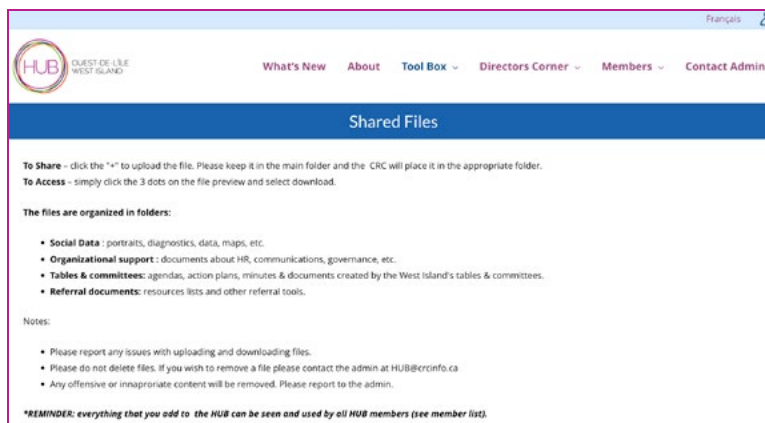 Français
HUB OUEST-DE-L'ÎLE
WEST ISLAND
What's New About Tool Box Directors Corner Members Contact Admin
Shared Files
To Share – click the "+" to upload the file. Please keep it in the main folder and the CRC will place it in the appropriate folder.
To Access – simply click the 3 dots on the file preview and select download.
The files are organized in folders:
• Social Data : portraits, diagnostics, data, maps, etc.
• Organizational support : documents about HR, communications, governance, etc.
• Tables & committees: agendas, action plans, minutes & documents created by the West Island's tables & committees.
• Referral documents: resources lists and other referral tools.
Notes:
• Please report any issues with uploading and downloading files.
• Please do not delete files. If you wish to remove a file please contact the admin at HUB@crcinfo.ca
• Any offensive or innaproriate content will be removed. Please report to the admin.
*REMINDER: everything that you add to the HUB can be seen and used by all HUB members (see member list).